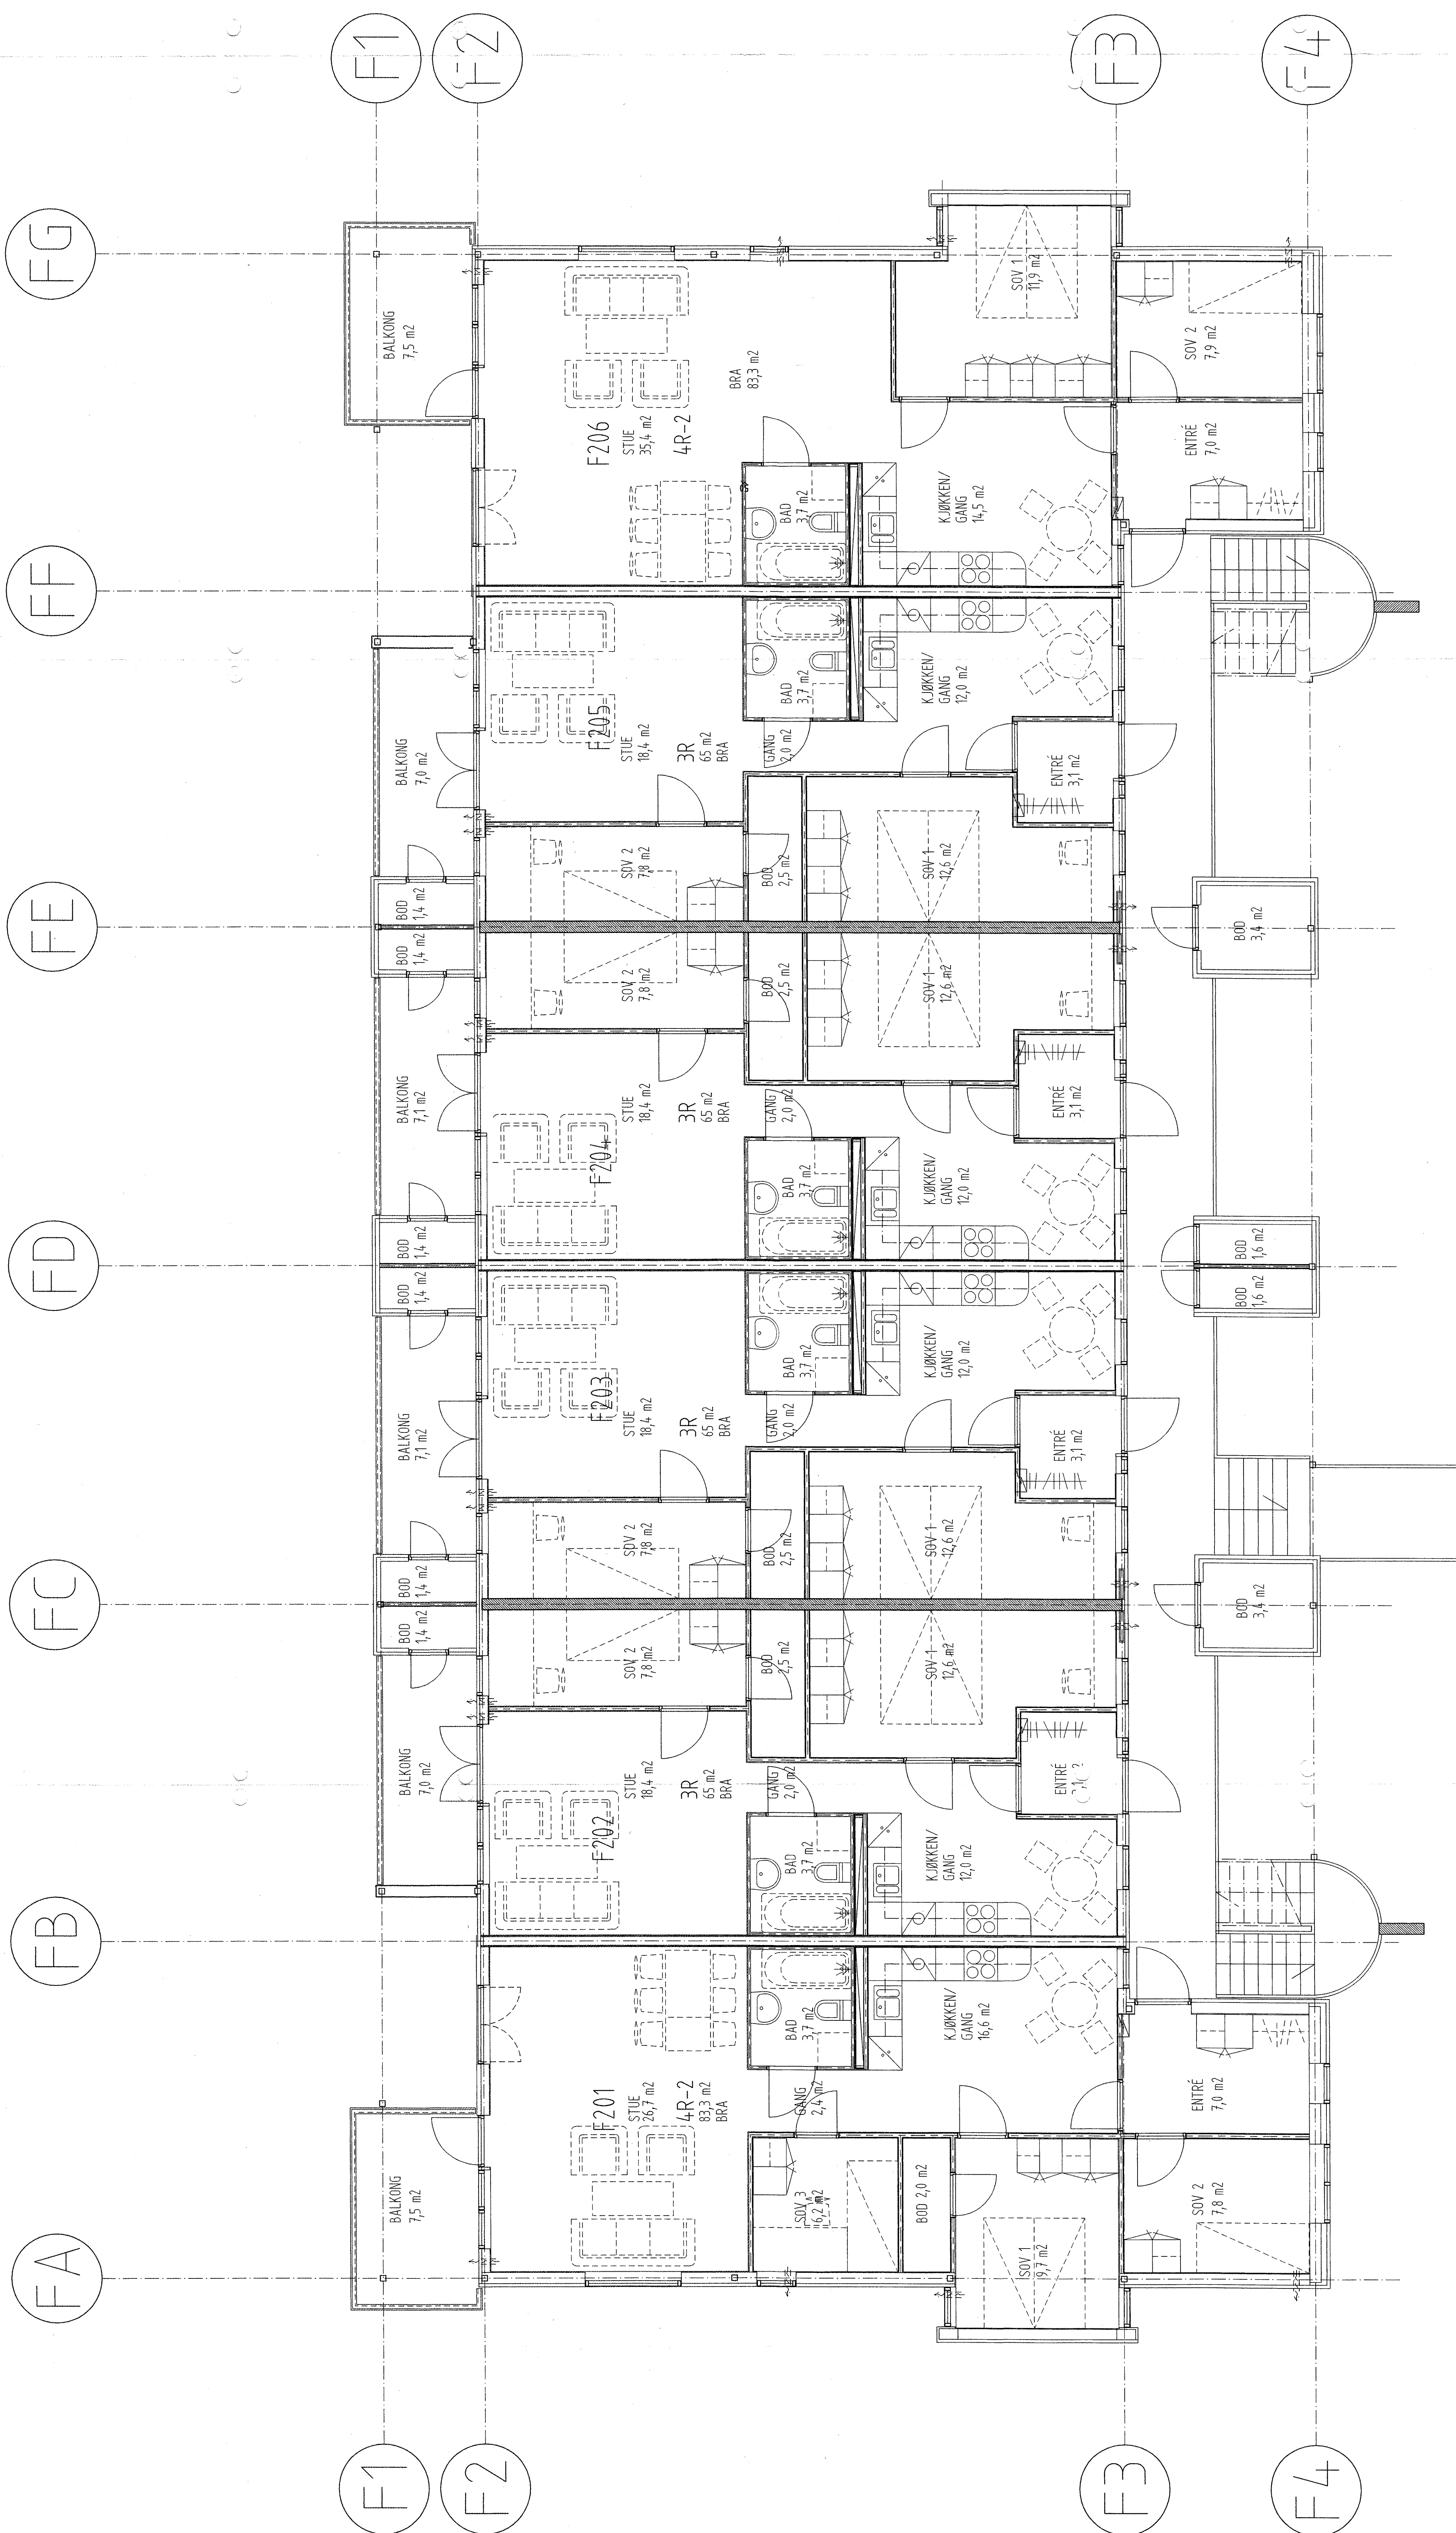 F1
F2
F3
F4
FG
BALKONG
7,5 m2
SOV 1
11,9 m2
SOV 2
7,9 m2
BRA
83,3 m2
F206
STUE
35,4 m2
4R-2
BAD
3,7 m2
KJØKKEN/
GANG
14,5 m2
ENTRÉ
7,0 m2
FF
BALKONG
7,0 m2
F205
STUE
18,4 m2
3R
65 m2
BRA
BAD
3,7 m2
GANG
2,0 m2
KJØKKEN/
GANG
12,0 m2
ENTRÉ
3,1 m2
BOD
1,4 m2
SOV 2
7,8 m2
BOD
2,5 m2
SOV 1
12,6 m2
FE
BOD
3,4 m2
BOD
1,4 m2
SOV 2
7,8 m2
BOD
2,5 m2
SOV 1
12,6 m2
BALKONG
7,1 m2
F204
STUE
18,4 m2
3R
65 m2
BRA
GANG
2,0 m2
BAD
3,7 m2
KJØKKEN/
GANG
12,0 m2
ENTRÉ
3,1 m2
BOD
1,4 m2
BOD
1,6 m2
FD
BOD
1,4 m2
BOD
1,6 m2
BALKONG
7,1 m2
F203
STUE
18,4 m2
3R
65 m2
BRA
BAD
3,7 m2
GANG
2,0 m2
KJØKKEN/
GANG
12,0 m2
ENTRÉ
3,1 m2
BOD
1,4 m2
SOV 2
7,8 m2
BOD
2,5 m2
SOV 1
12,6 m2
FC
BOD
3,4 m2
BOD
1,4 m2
SOV 2
7,8 m2
BOD
2,5 m2
SOV 1
12,6 m2
BALKONG
7,0 m2
F202
STUE
18,4 m2
3R
65 m2
BRA
GANG
2,0 m2
BAD
3,7 m2
KJØKKEN/
GANG
12,0 m2
ENTRÉ
FB
BAD
3,7 m2
KJØKKEN/
GANG
16,6 m2
F201
STUE
26,7 m2
4R-2
83,3 m2
BRA
GANG
2,4 m2
ENTRÉ
7,0 m2
BALKONG
7,5 m2
SOV 3
6,2 m2
BOD 2,0 m2
SOV 1
9,7 m2
SOV 2
7,8 m2
FA
F1
F2
F3
F4